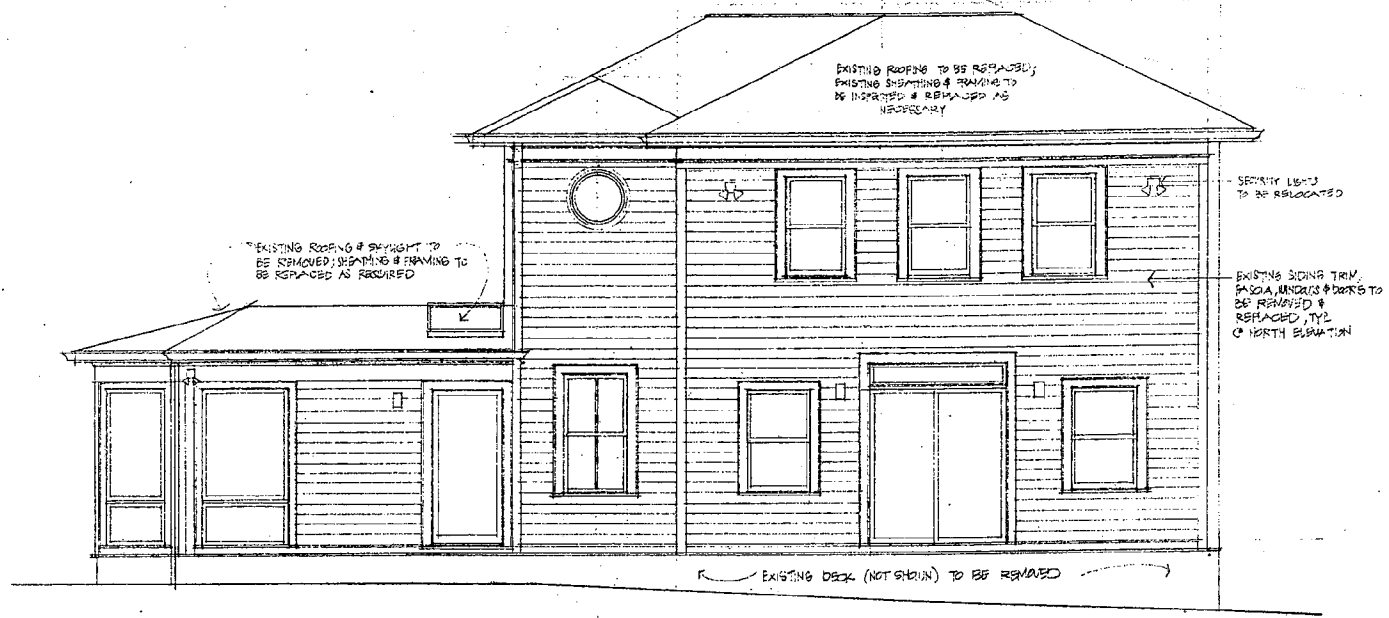 EXISTING ROOFING TO BE REPLACED;
EXISTING SHEATHING & FRAMING TO
BE INSPECTED & REPLACED AS
NECESSARY
SECURITY LIGHTS
TO BE RELOCATED
EXISTING ROOFING & SKYLIGHT TO
BE REMOVED; SHEATHING & FRAMING TO
BE REPLACED AS REQUIRED
EXISTING SIDING TRIM,
FASCIA, WINDOWS & DOORS TO
BE REMOVED &
REPLACED, TYP.
@ NORTH ELEVATION
EXISTING DECK (NOT SHOWN) TO BE REMOVED